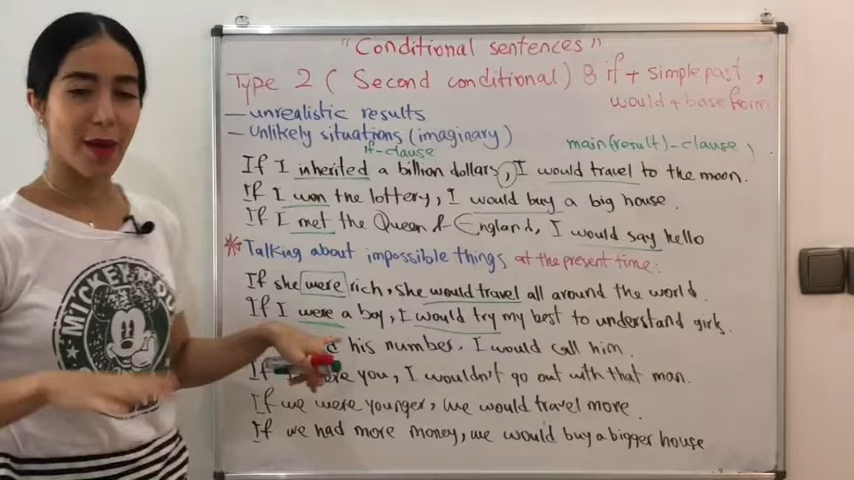 "Conditional sentences"
Type 2 ( Second conditional) : if + simple past,
would + base form
- unrealistic results
- Unlikely situations (imaginary)
if-clause
main(result)-clause
If I inherited a billion dollars, I would travel to the moon.
If I won the lottery, I would buy a big house.
If I met the Queen of England, I would say hello
* Talking about impossible things at the present time.
If she were rich, she would travel all around the world.
If I were a boy, I would try my best to understand girls.
his number. I would call him.
If you, I wouldn't go out with that man.
If we were younger, we would travel more.
If we had more money, we would buy a bigger house
MICKEY
MOUSE